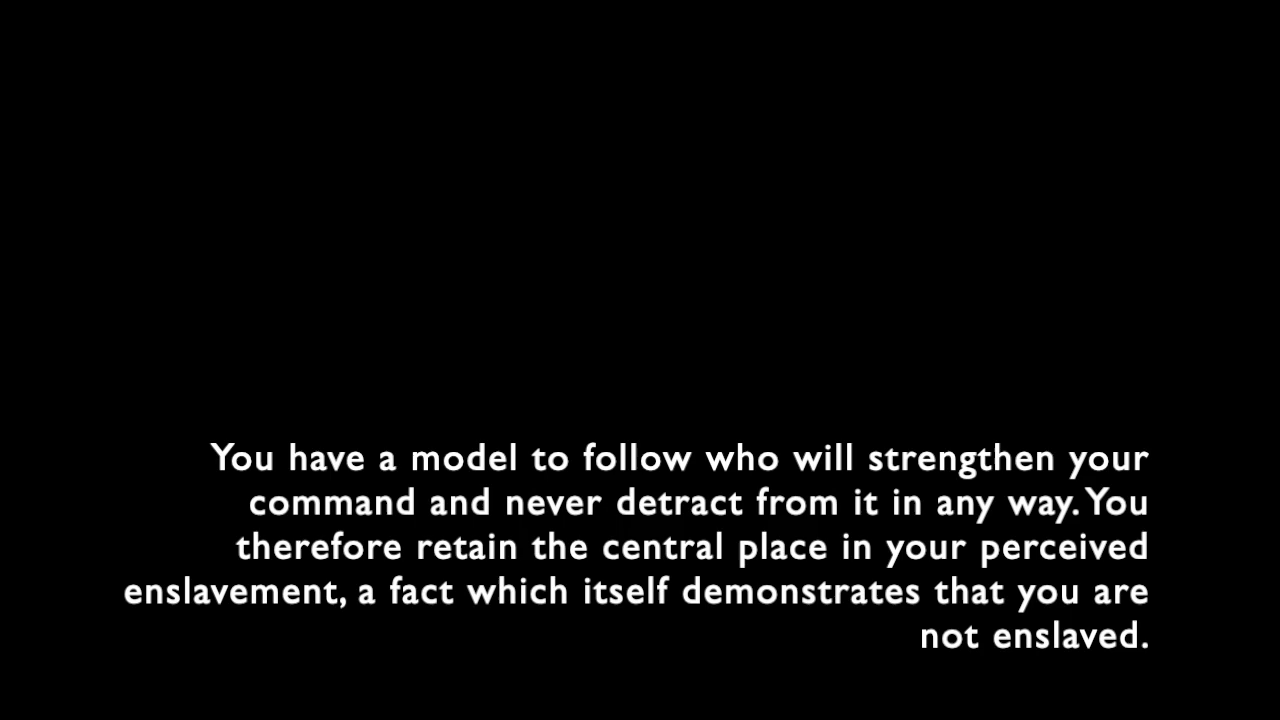 You have a model to follow who will strengthen your
command and never detract from it in any way. You
therefore retain the central place in your perceived
enslavement, a fact which itself demonstrates that you are
not enslaved.